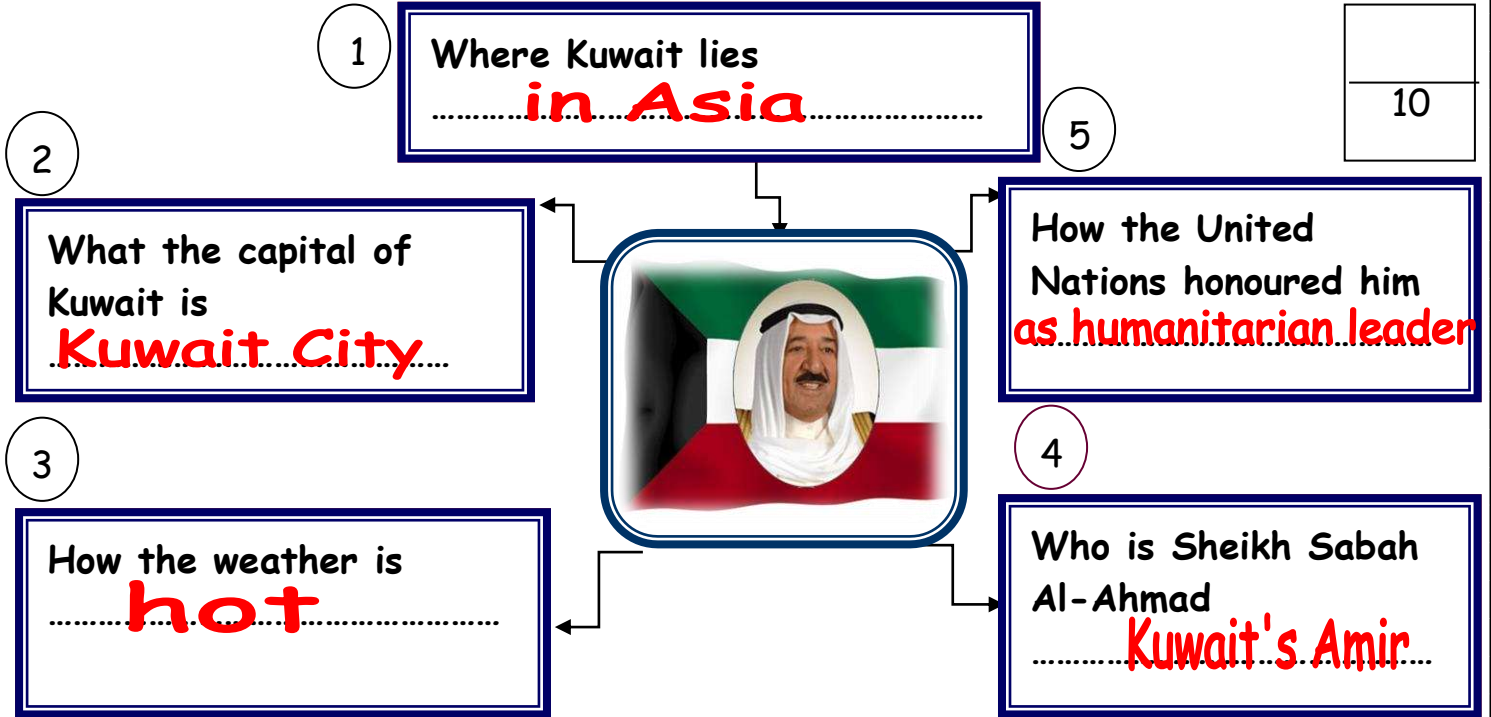 1
Where Kuwait lies
in Asia
10
2
What the capital of
Kuwait is
Kuwait City
3
How the weather is
hot
4
Who is Sheikh Sabah
Al-Ahmad
Kuwait's Amir
5
How the United
Nations honoured him
as humanitarian leader